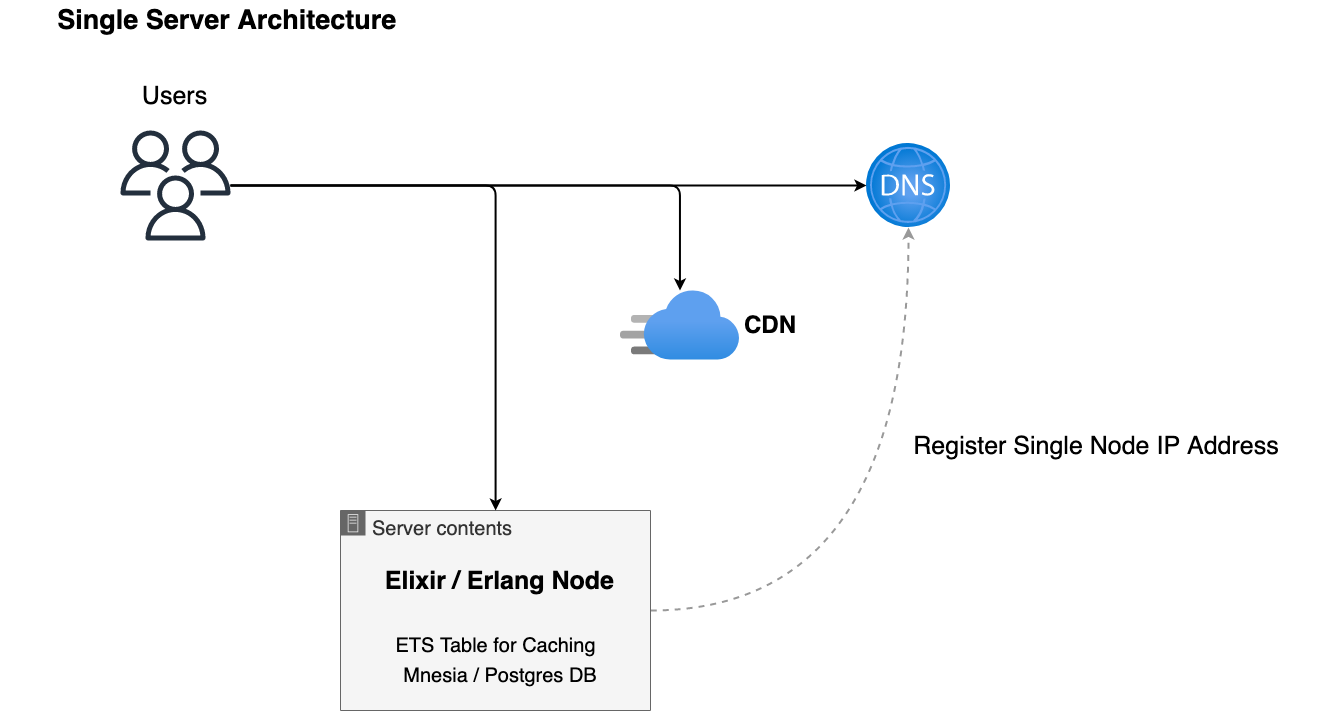 Single Server Architecture
Users
DNS
CDN
Register Single Node IP Address
Server contents
Elixir / Erlang Node
ETS Table for Caching
Mnesia / Postgres DB